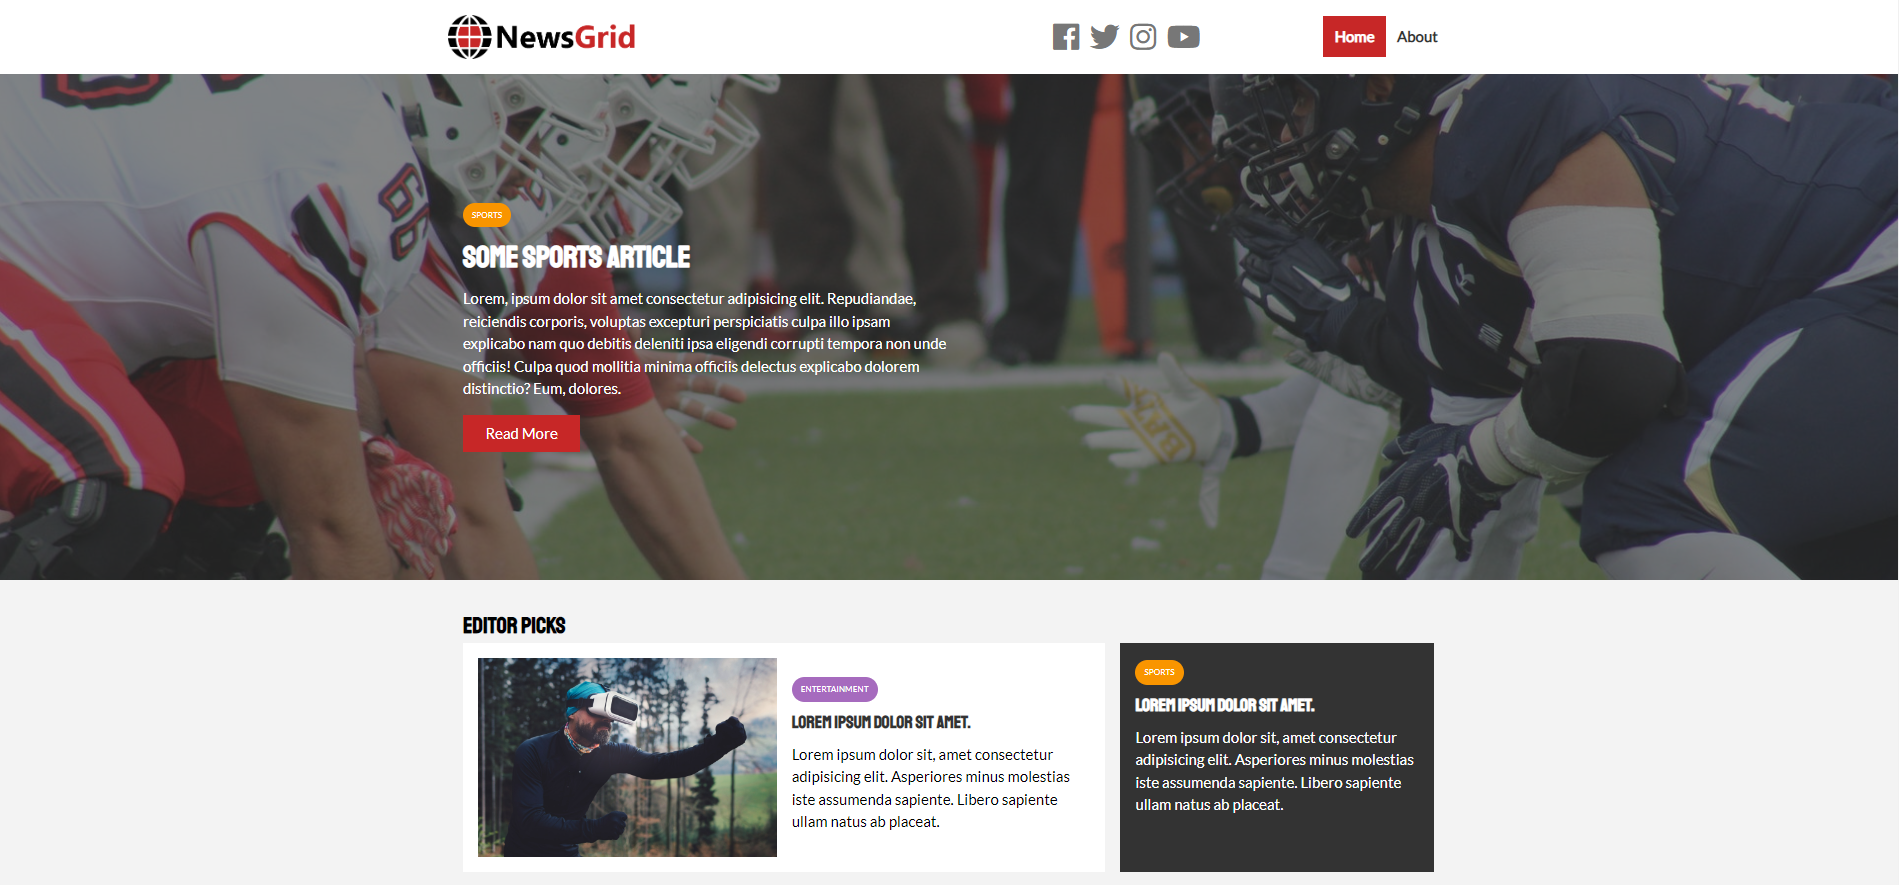 NewsGrid
Home About
66
SPORTS
SOME SPORTS ARTICLE
Lorem, ipsum dolor sit amet consectetur adipisicing elit. Repudiandae,
reiciendis corporis, voluptas excepturi perspiciatis culpa illo ipsam
explicabo nam quo debitis deleniti ipsa eligendi corrupti tempora non unde
officiis! Culpa quod mollitia minima officiis delectus explicabo dolorem
distinctio? Eum, dolores.
Read More
EDITOR PICKS
ENTERTAINMENT
LOREM IPSUM DOLOR SIT AMET.
Lorem ipsum dolor sit, amet consectetur
adipisicing elit. Asperiores minus molestias
iste assumenda sapiente. Libero sapiente
ullam natus ab placeat.
SPORTS
LOREM IPSUM DOLOR SIT AMET.
Lorem ipsum dolor sit, amet consectetur
adipisicing elit. Asperiores minus molestias
iste assumenda sapiente. Libero sapiente
ullam natus ab placeat.